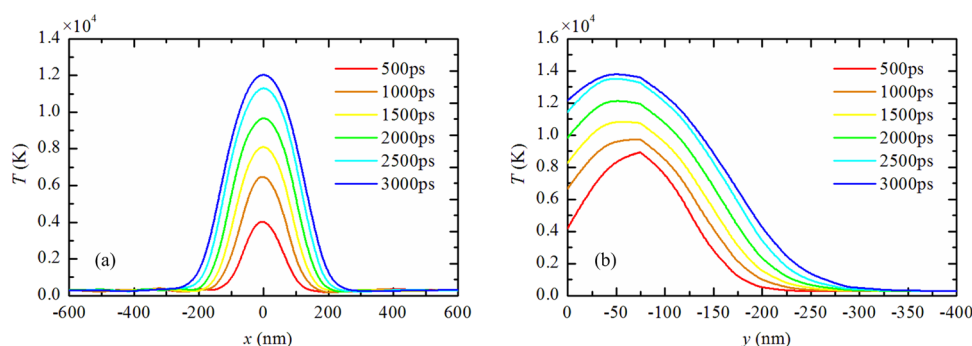 ×10⁴
1.4
1.2
1.0
0.8
0.6
0.4
0.2
0.0
T (K)
500ps
1000ps
1500ps
2000ps
2500ps
3000ps
(a)
-600 -400 -200 0 200 400 600
x (nm)
×10⁴
1.6
1.4
1.2
1.0
0.8
0.6
0.4
0.2
0.0
T (K)
500ps
1000ps
1500ps
2000ps
2500ps
3000ps
(b)
0 -50 -100 -150 -200 -250 -300 -350 -400
y (nm)